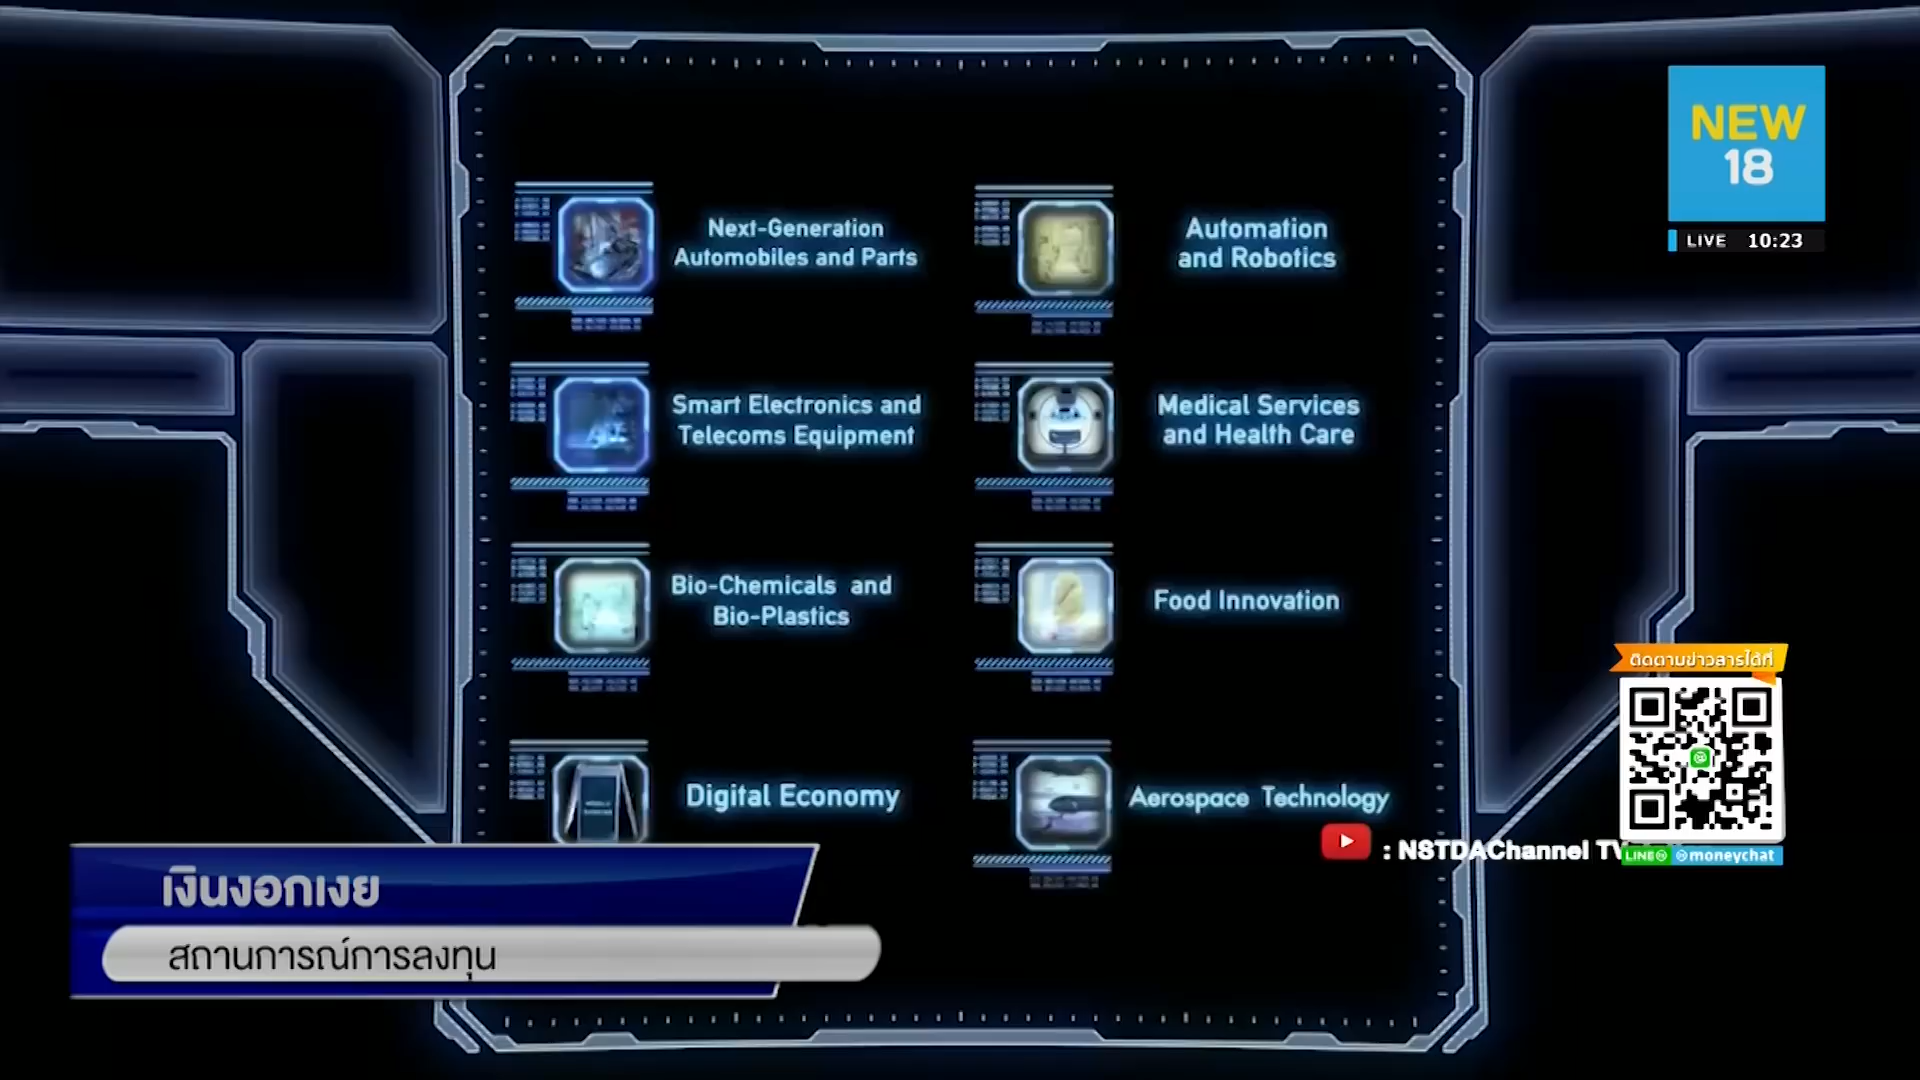 NEW
18
LIVE 10:23
Next-Generation
Automobiles and Parts
Automation
and Robotics
Smart Electronics and
Telecoms Equipment
Medical Services
and Health Care
Bio-Chemicals and
Bio-Plastics
Food Innovation
Digital Economy
Aerospace Technology
ติดตามข่าวสารได้ที่
: NSTDAChannel TV
LINE @moneychat
เงินงอกเงย
สถานการณ์การลงทุน